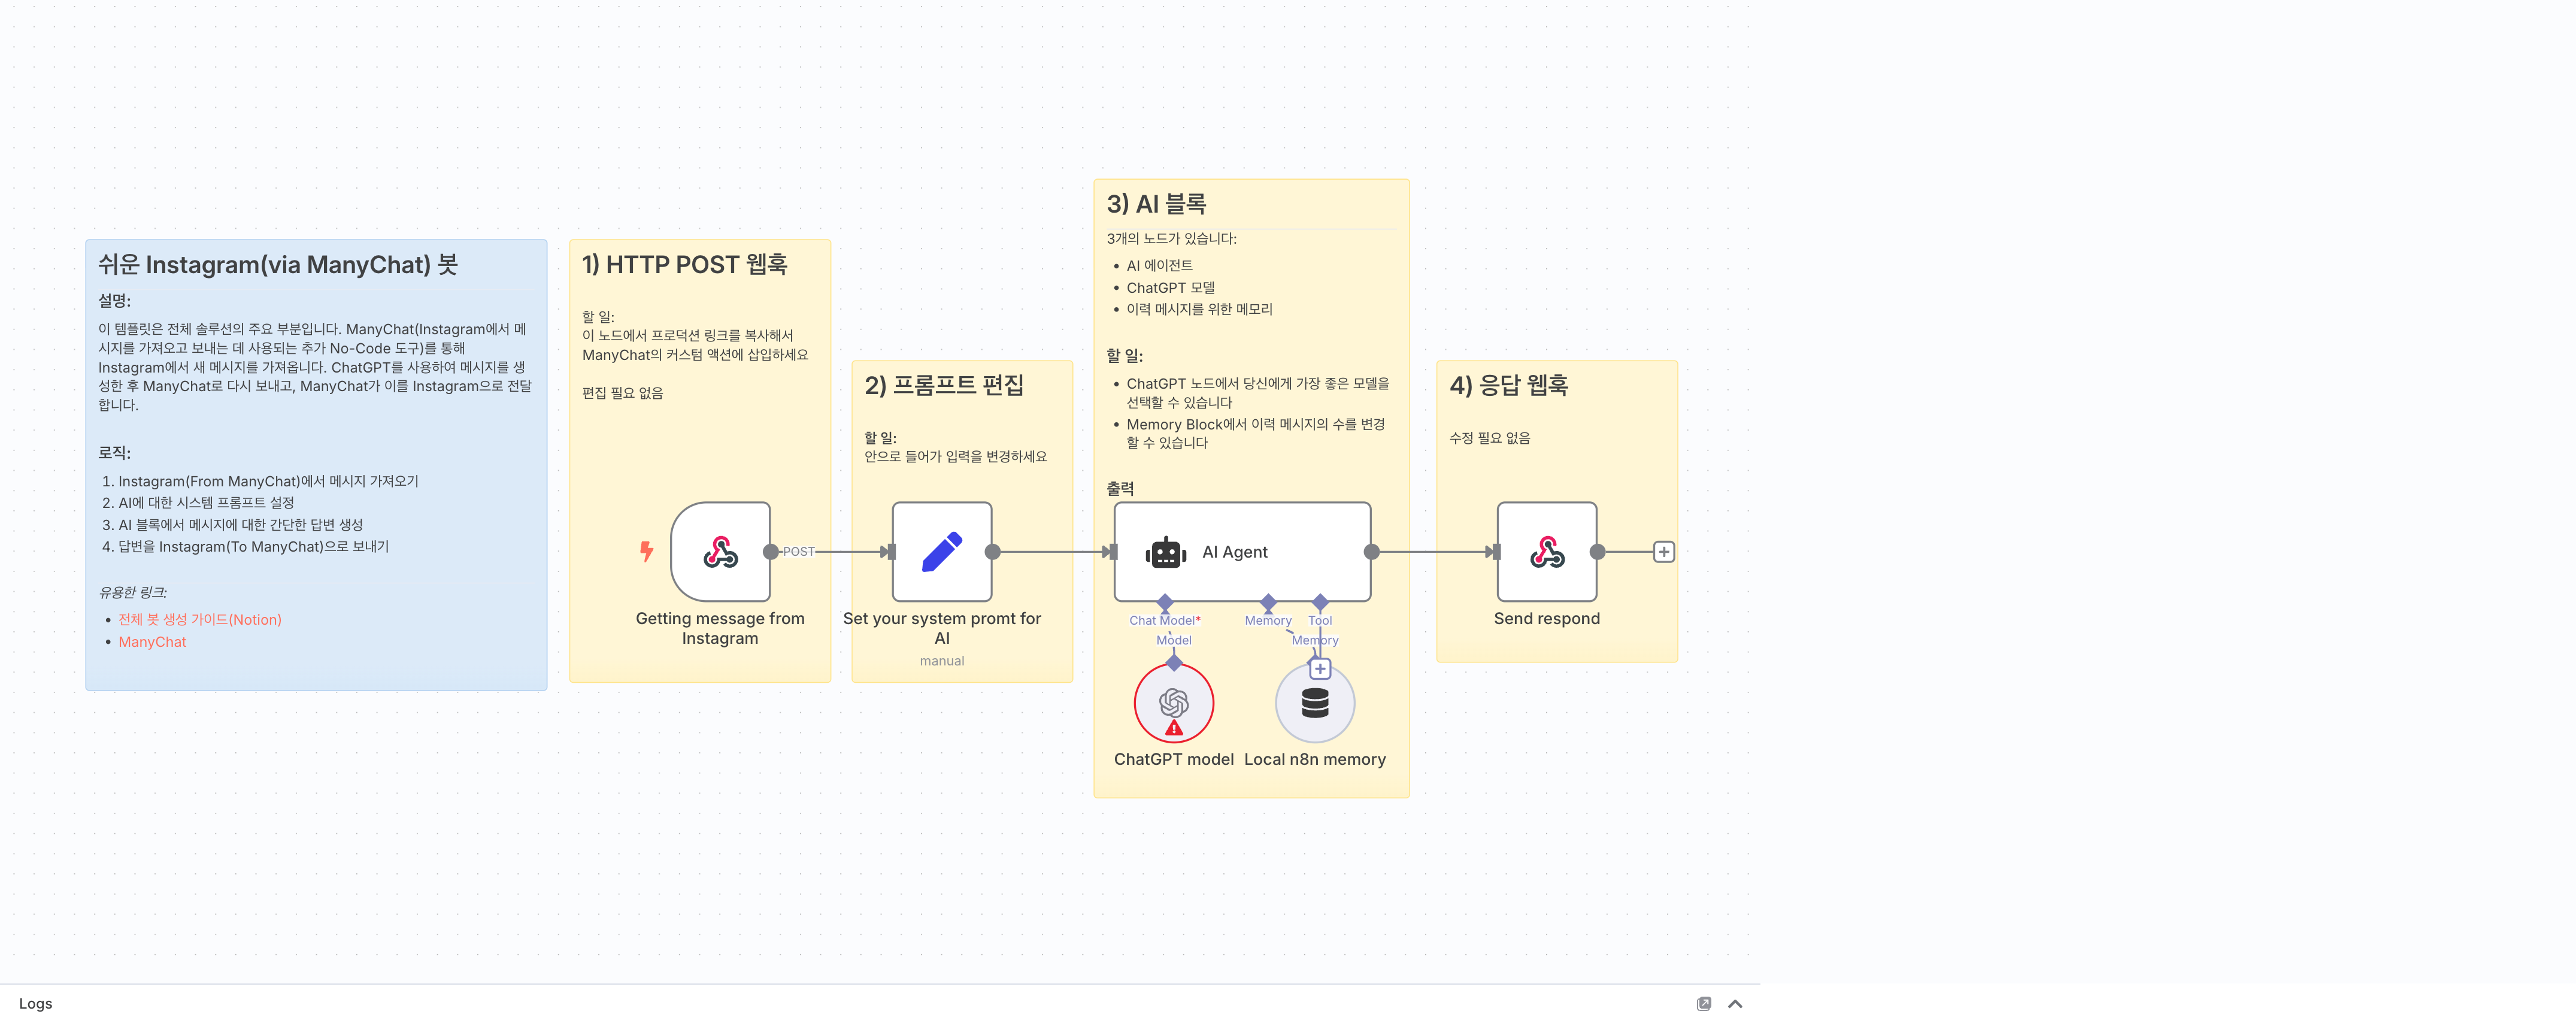 쉬운 Instagram(via ManyChat) 봇
설명:
이 템플릿은 전체 솔루션의 주요 부분입니다. ManyChat(Instagram에서 메
시지를 가져오고 보내는 데 사용되는 추가 No-Code 도구)를 통해
Instagram에서 새 메시지를 가져옵니다. ChatGPT를 사용하여 메시지를 생
성한 후 ManyChat로 다시 보내고, ManyChat가 이를 Instagram으로 전달
합니다.
로직:
1. Instagram(From ManyChat)에서 메시지 가져오기
2. AI에 대한 시스템 프롬프트 설정
3. AI 블록에서 메시지에 대한 간단한 답변 생성
4. 답변을 Instagram(To ManyChat)으로 보내기
유용한 링크:
• 전체 봇 생성 가이드(Notion)
• ManyChat
1) HTTP POST 웹훅
할 일:
이 노드에서 프로덕션 링크를 복사해서
ManyChat의 커스텀 액션에 삽입하세요
편집 필요 없음
POST
Getting message from
Instagram
2) 프롬프트 편집
할 일:
안으로 들어가 입력을 변경하세요
Set your system promt for
AI
manual
3) AI 블록
3개의 노드가 있습니다:
• AI 에이전트
• ChatGPT 모델
• 이력 메시지를 위한 메모리
할 일:
• ChatGPT 노드에서 당신에게 가장 좋은 모델을
선택할 수 있습니다
• Memory Block에서 이력 메시지의 수를 변경
할 수 있습니다
출력
AI Agent
Chat Model*
Memory
Tool
Model
Memory
ChatGPT model
Local n8n memory
4) 응답 웹훅
수정 필요 없음
Send respond
Logs